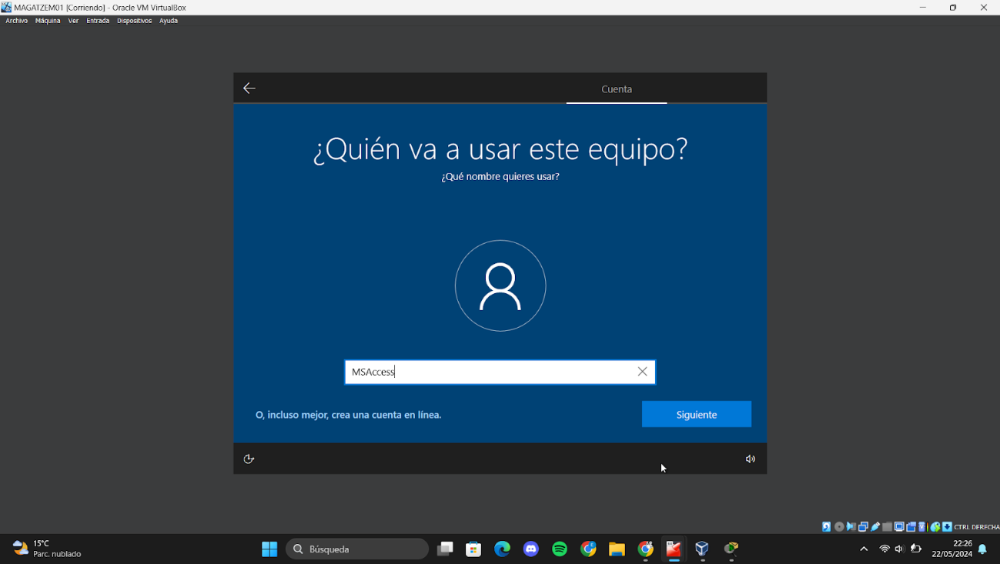 MAGATZEM01 [Corriendo] - Oracle VM VirtualBox
Archivo Máquina Ver Entrada Dispositivos Ayuda
Cuenta
¿Quién va a usar este equipo?
¿Qué nombre quieres usar?
MSAccess
O, incluso mejor, crea una cuenta en línea.
Siguiente
CTRL DERECHA
15°C
Parc. nublado
Búsqueda
22:26
22/05/2024